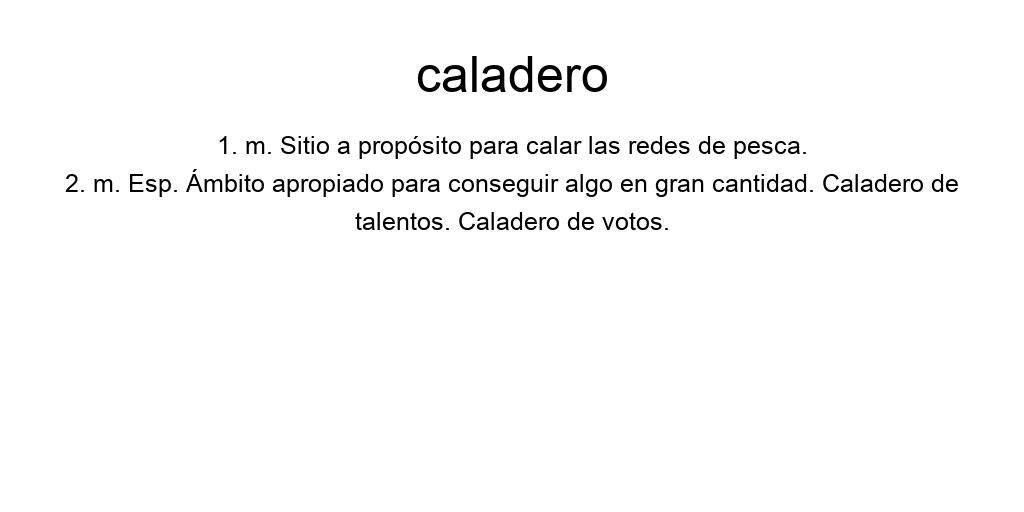 caladero
1. m. Sitio a propósito para calar las redes de pesca.
2. m. Esp. Ámbito apropiado para conseguir algo en gran cantidad. Caladero de
talentos. Caladero de votos.